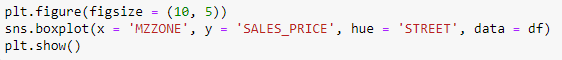 plt.figure(figsize = (10, 5))
sns.boxplot(x = 'MZZONE', y = 'SALES_PRICE', hue = 'STREET', data = df)
plt.show()